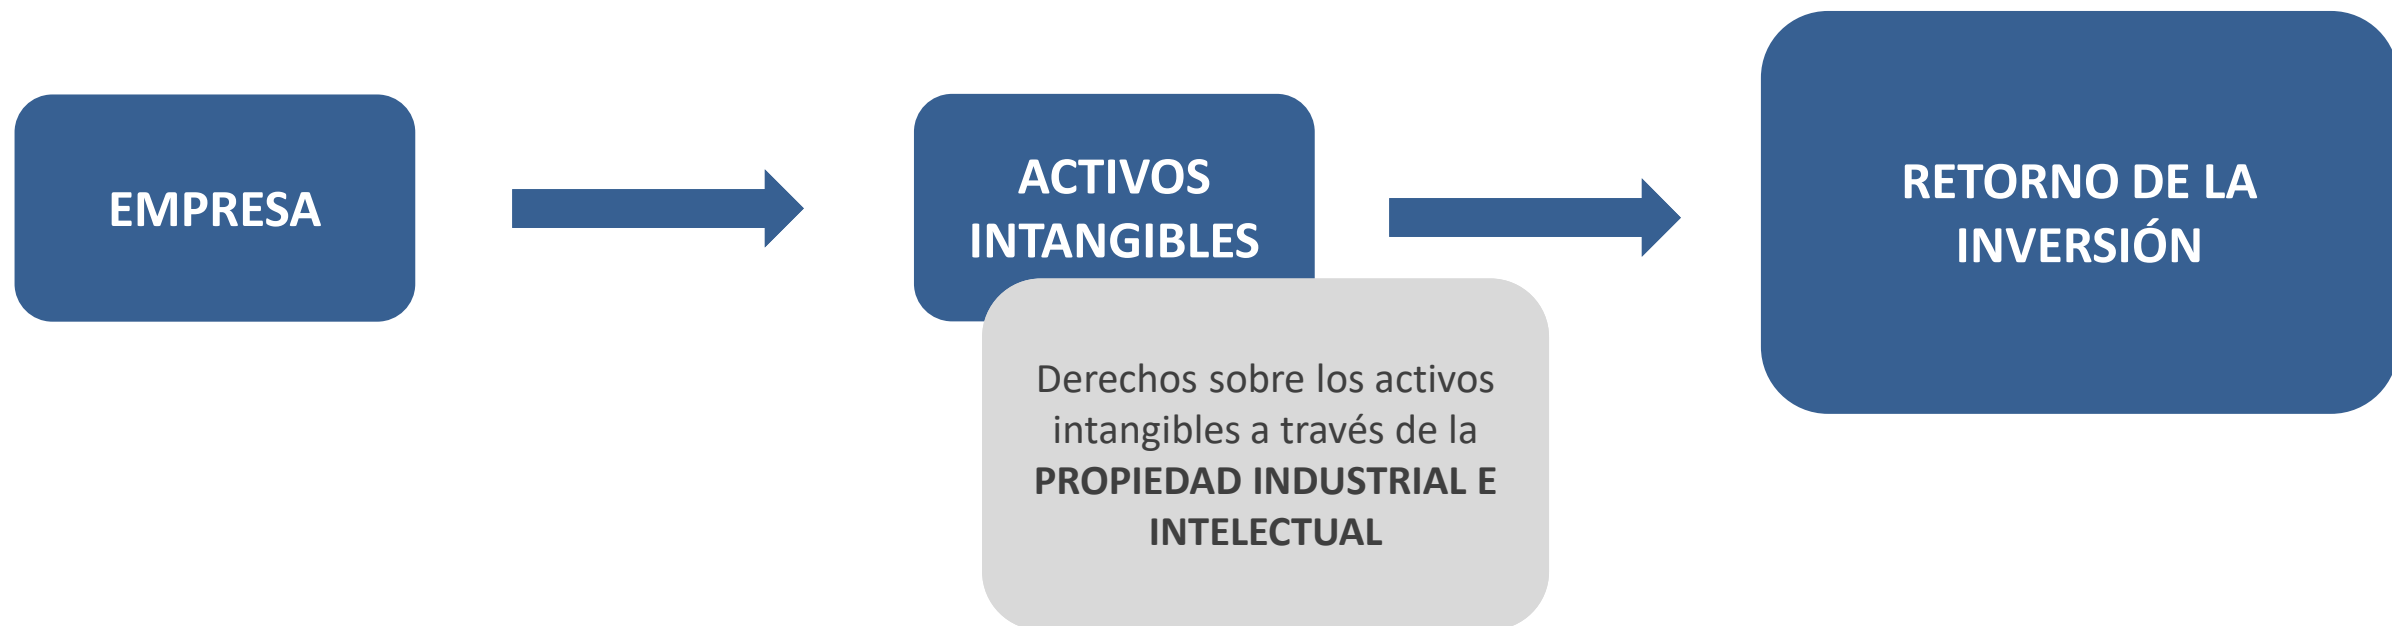 EMPRESA
ACTIVOS
INTANGIBLES
RETORNO DE LA
INVERSIÓN
Derechos sobre los activos
intangibles a través de la
PROPIEDAD INDUSTRIAL E
INTELECTUAL